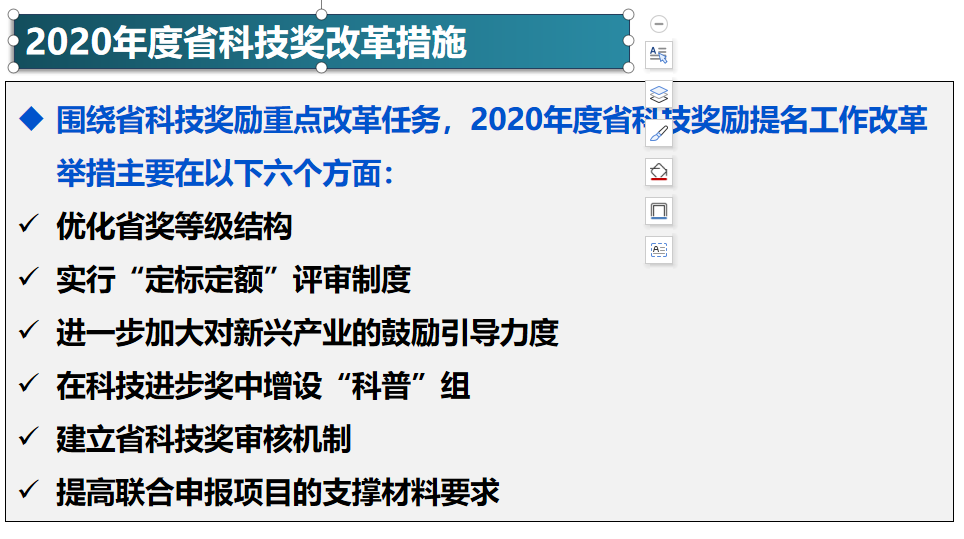 2020年度省科技奖改革措施
围绕省科技奖励重点改革任务，2020年度省科技奖励提名工作改革
举措主要在以下六个方面：
优化省奖等级结构
实行“定标定额”评审制度
进一步加大对新兴产业的鼓励引导力度
在科技进步奖中增设“科普”组
建立省科技奖审核机制
提高联合申报项目的支撑材料要求